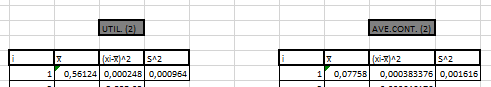 UTIL. (2) AVE.CONT. (2)
i x̅ (xi-x̅)^2 S^2 i x̅ (xi-x̅)^2 S^2
1 0,56124 0,000248 0,000964 1 0,07758 0,000383376 0,001616